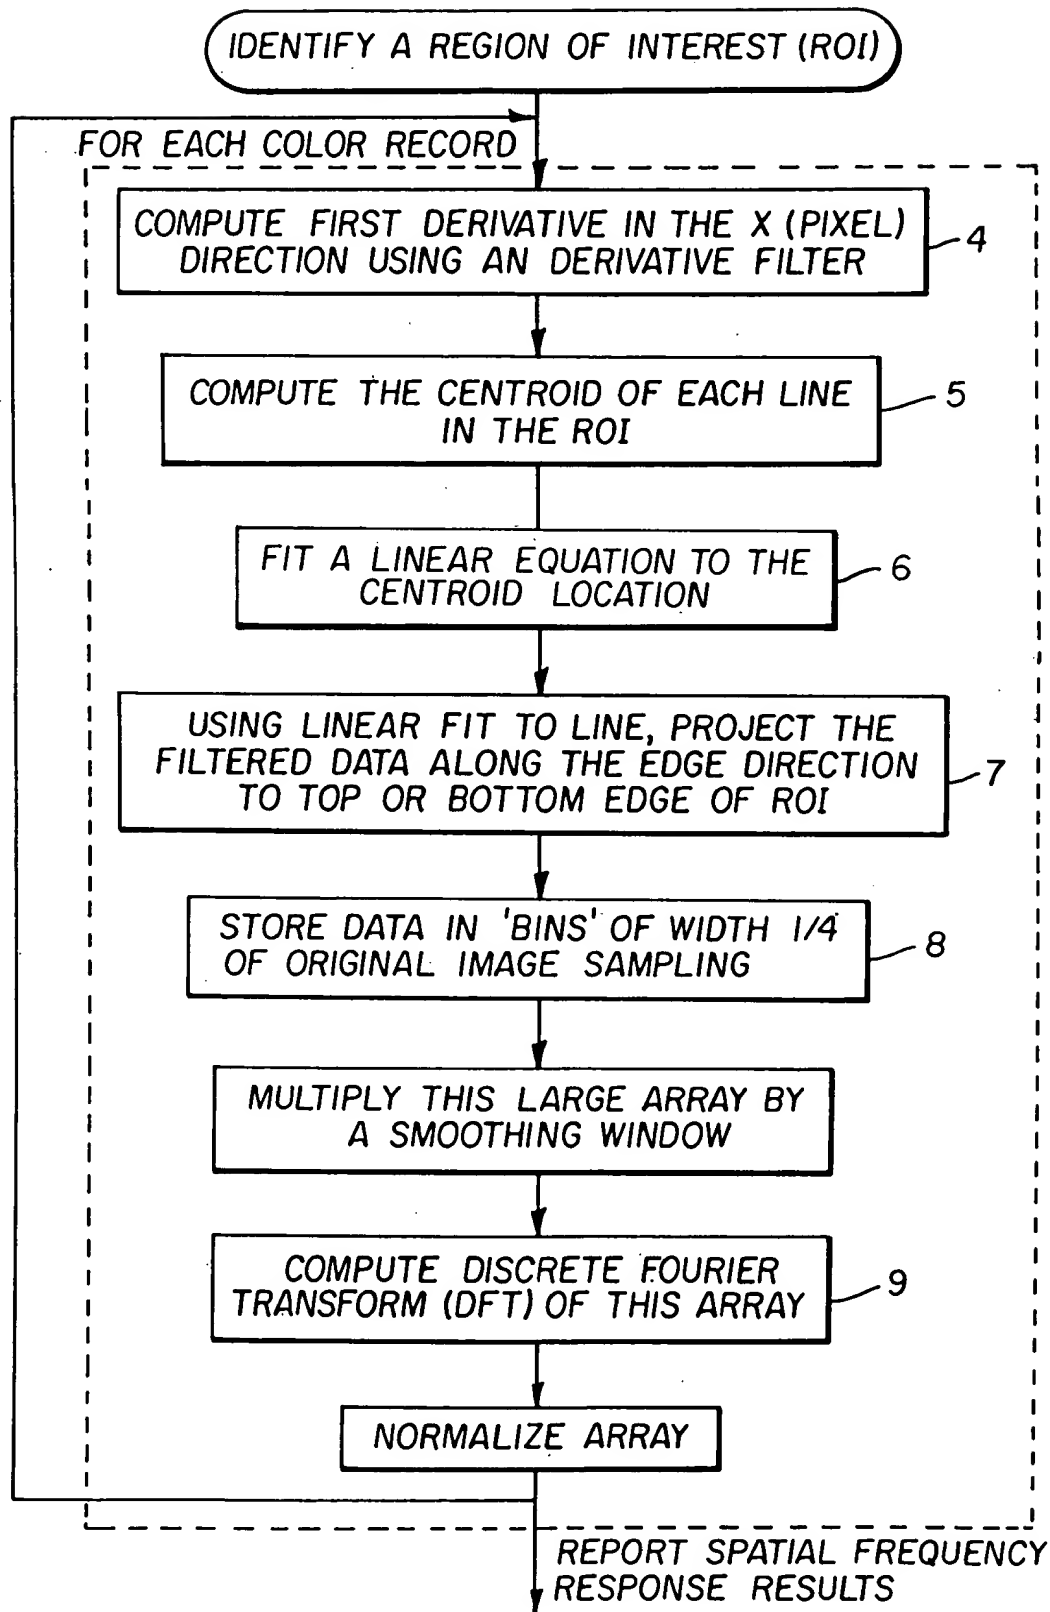 IDENTIFY A REGION OF INTEREST (ROI)
FOR EACH COLOR RECORD
COMPUTE FIRST DERIVATIVE IN THE X (PIXEL)
DIRECTION USING AN DERIVATIVE FILTER
4
COMPUTE THE CENTROID OF EACH LINE
IN THE ROI
5
FIT A LINEAR EQUATION TO THE
CENTROID LOCATION
6
USING LINEAR FIT TO LINE, PROJECT THE
FILTERED DATA ALONG THE EDGE DIRECTION
TO TOP OR BOTTOM EDGE OF ROI
7
STORE DATA IN 'BINS' OF WIDTH 1/4
OF ORIGINAL IMAGE SAMPLING
8
MULTIPLY THIS LARGE ARRAY BY
A SMOOTHING WINDOW
COMPUTE DISCRETE FOURIER
TRANSFORM (DFT) OF THIS ARRAY
9
NORMALIZE ARRAY
REPORT SPATIAL FREQUENCY
RESPONSE RESULTS